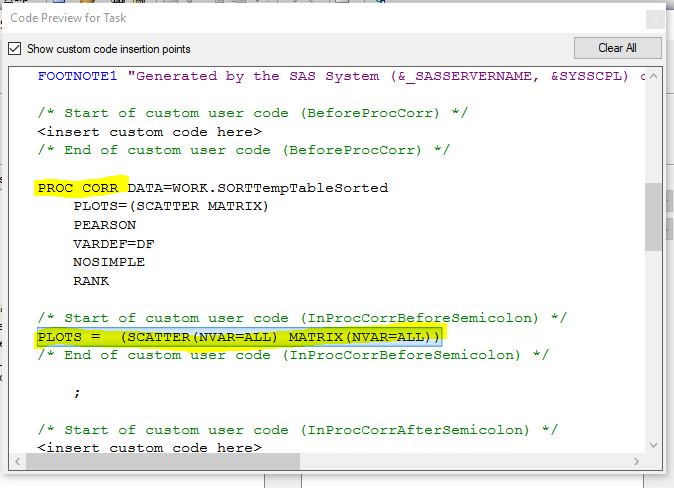 Code Preview for Task
x
Show custom code insertion points
Clear All
FOOTNOTE1 "Generated by the SAS System (&_SASSERVERNAME, &SYSSCPL)
/* Start of custom user code (BeforeProcCorr) */
<insert custom code here>
/* End of custom user code (BeforeProcCorr) */
PROC CORR DATA=WORK.SORTTempTableSorted
PLOTS=(SCATTER MATRIX)
PEARSON
VARDEF=DF
NOSIMPLE
RANK
/* Start of custom user code (InProcCorrBeforeSemicolon) */
PLOTS = (SCATTER(NVAR=ALL) MATRIX(NVAR=ALL))
/* End of custom user code (InProcCorrBeforeSemicolon) */
;
/* Start of custom user code (InProcCorrAfterSemicolon) */
<insert custom code here>